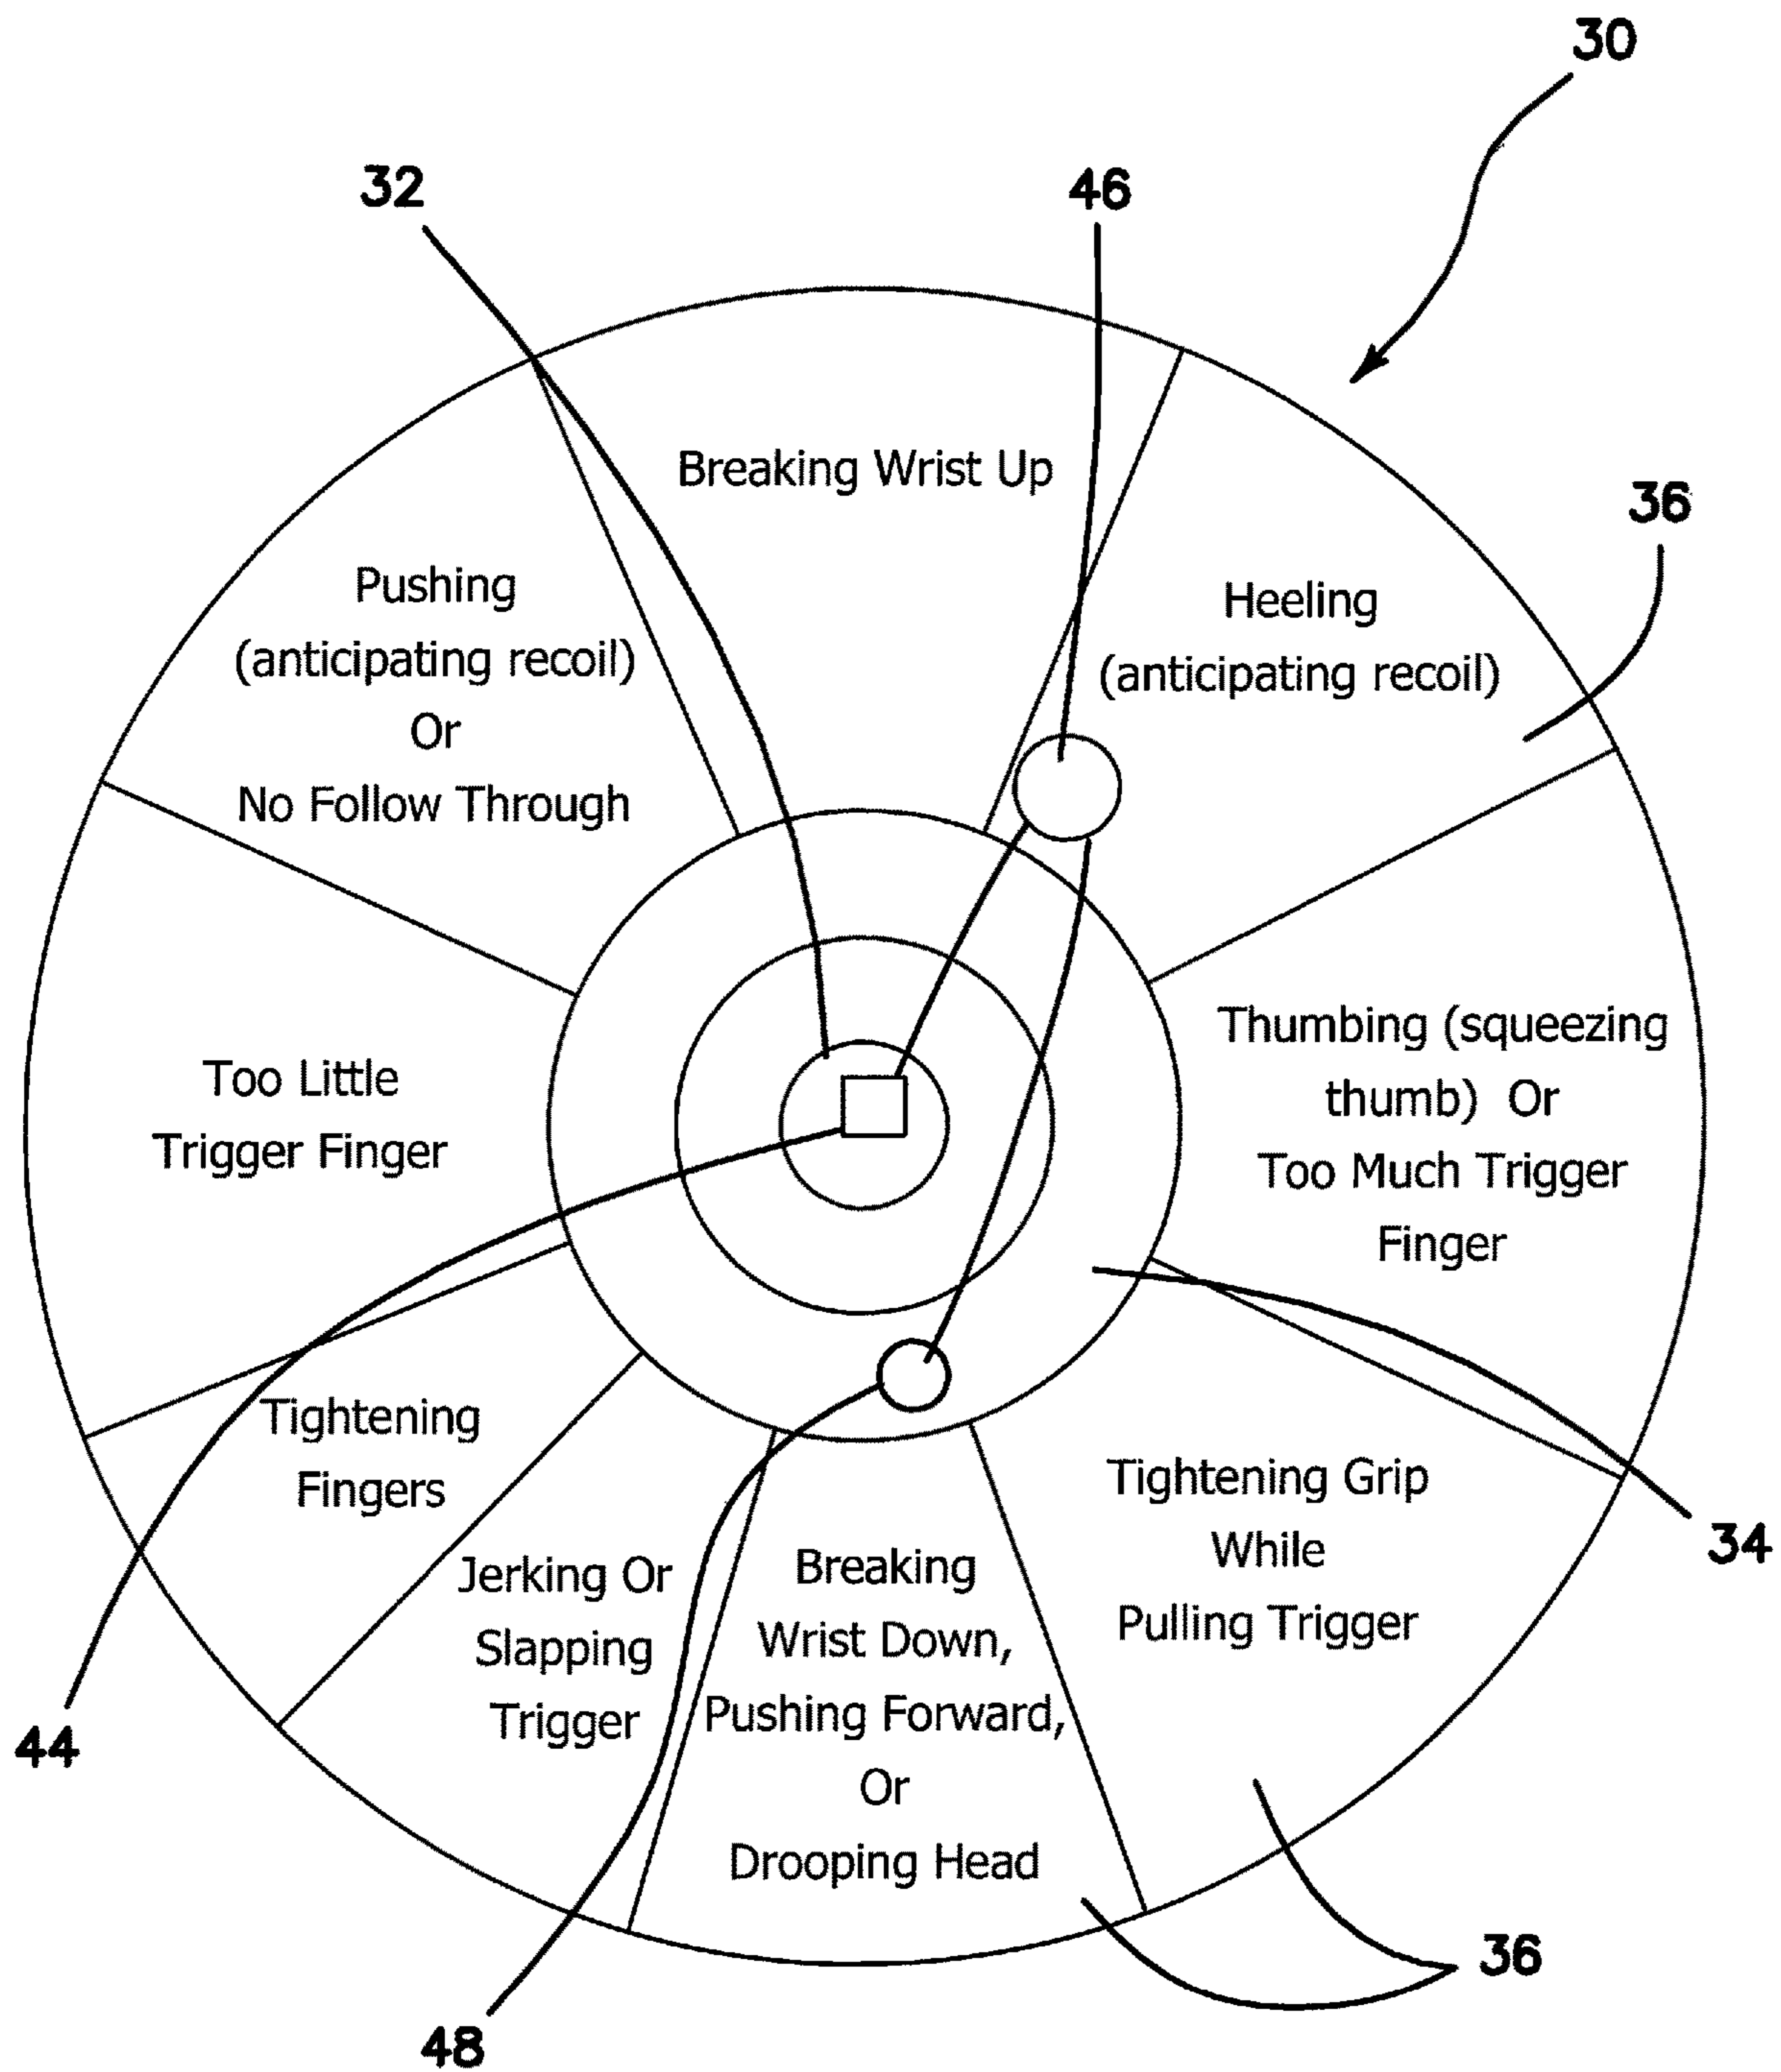 30
32
46
Breaking Wrist Up
36
Pushing
(anticipating recoil)
Or
No Follow Through
Heeling
(anticipating recoil)
Too Little
Trigger Finger
Thumbing (squeezing
thumb) Or
Too Much Trigger
Finger
Tightening
Fingers
Jerking Or
Slapping
Trigger
Breaking
Wrist Down,
Pushing Forward,
Or
Drooping Head
Tightening Grip
While
Pulling Trigger
34
44
36
48